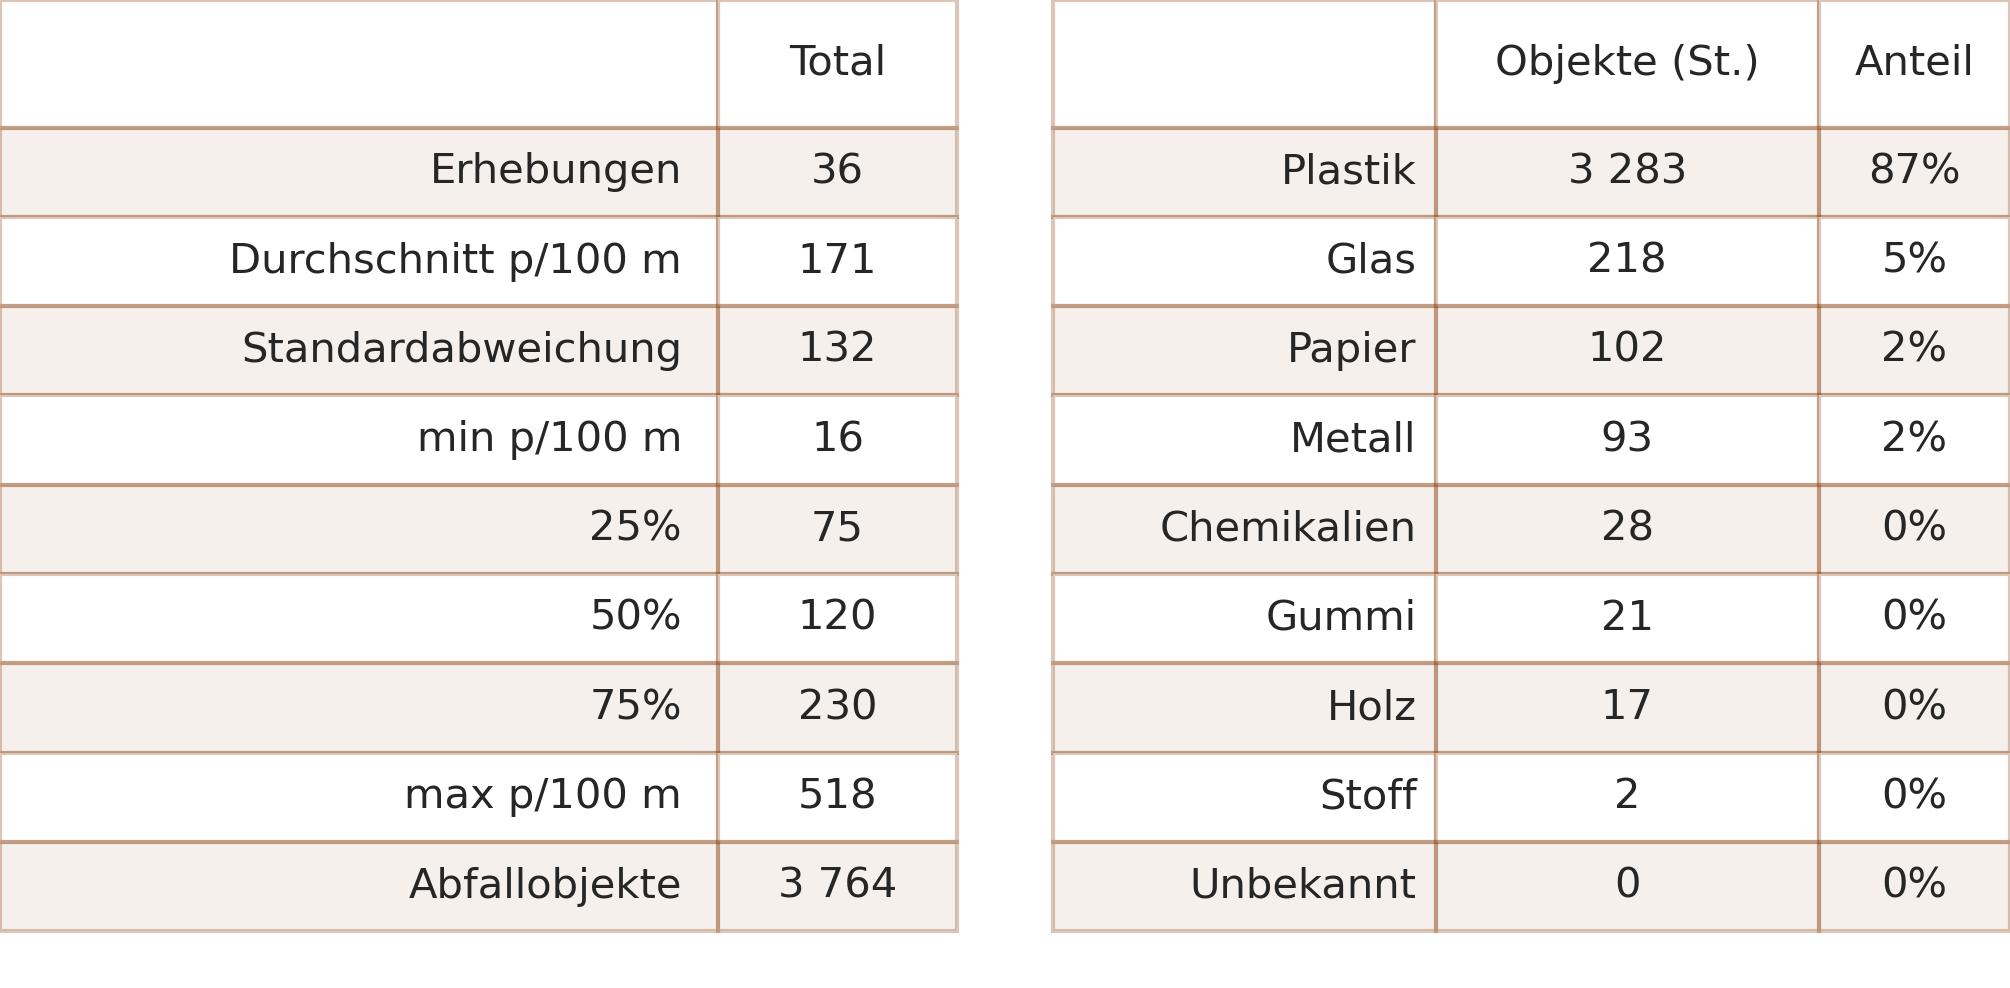 Total
Erhebungen 36
Durchschnitt p/100 m 171
Standardabweichung 132
min p/100 m 16
25% 75
50% 120
75% 230
max p/100 m 518
Abfallobjekte 3 764
Objekte (St.) Anteil
Plastik 3 283 87%
Glas 218 5%
Papier 102 2%
Metall 93 2%
Chemikalien 28 0%
Gummi 21 0%
Holz 17 0%
Stoff 2 0%
Unbekannt 0 0%